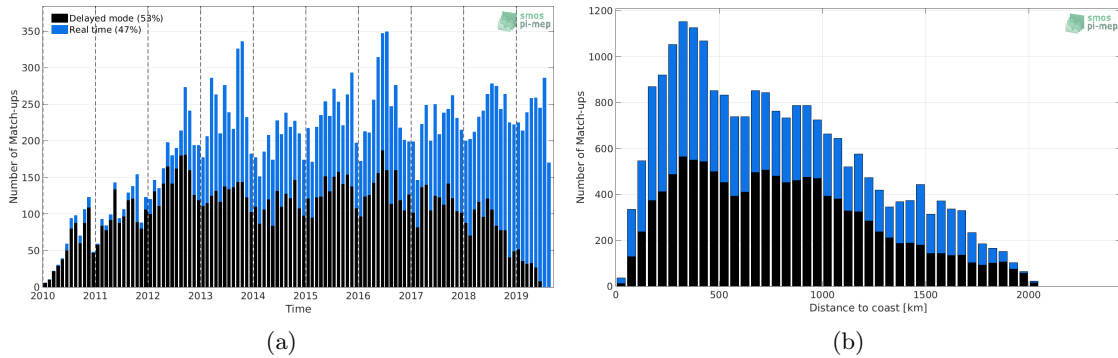 Delayed mode (53%)
Real time (47%)
smos
pi-mep
Number of Match-ups
350
300
250
200
150
100
50
0
2010 2011 2012 2013 2014 2015 2016 2017 2018 2019
Time
(a)
smos
pi-mep
Number of Match-ups
1200
1000
800
600
400
200
0
0 500 1000 1500 2000
Distance to coast [km]
(b)